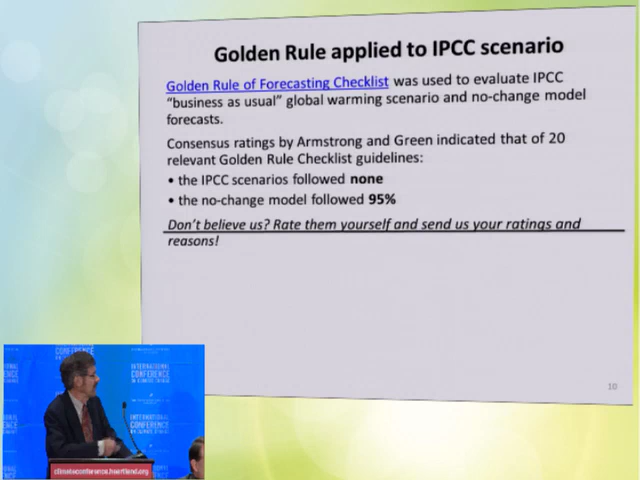 Golden Rule applied to IPCC scenario
Golden Rule of Forecasting Checklist was used to evaluate IPCC
“business as usual” global warming scenario and no-change model
forecasts.
Consensus ratings by Armstrong and Green indicated that of 20
relevant Golden Rule Checklist guidelines:
• the IPCC scenarios followed none
• the no-change model followed 95%
Don’t believe us? Rate them yourself and send us your ratings and
reasons!
10
INTERNATIONAL
CONFERENCE
climateconference.heartland.org